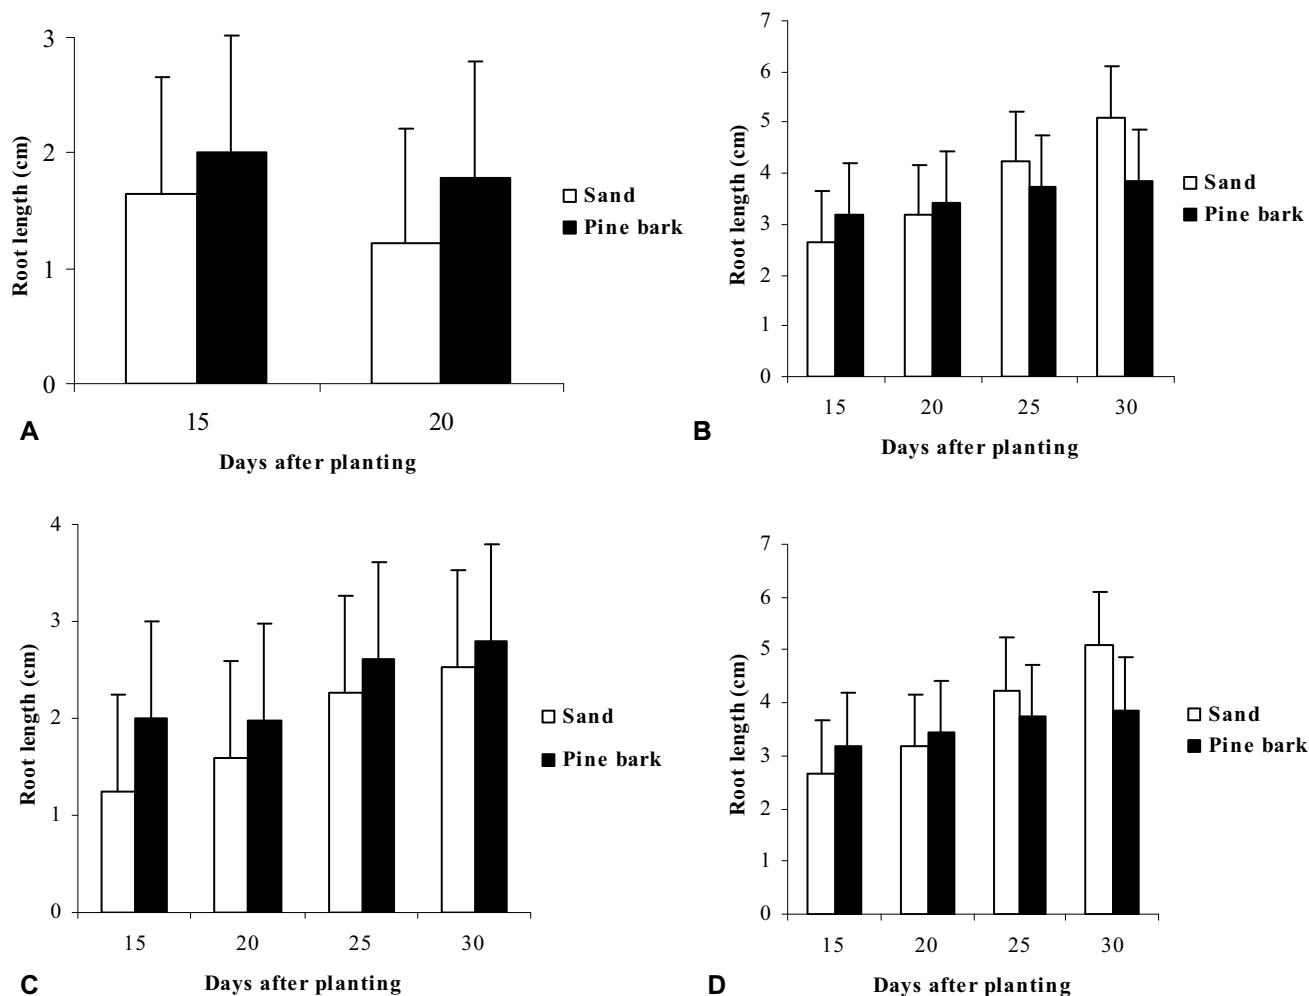 3
2
1
0
Root length (cm)
15
20
Days after planting
Sand
Pine bark
A
7
6
5
4
3
2
1
0
Root length (cm)
15
20
25
30
Days after planting
Sand
Pine bark
B
4
3
2
1
0
Root length (cm)
15
20
25
30
Days after planting
Sand
Pine bark
C
7
6
5
4
3
2
1
0
Root length (cm)
15
20
25
30
Days after planting
Sand
Pine bark
D